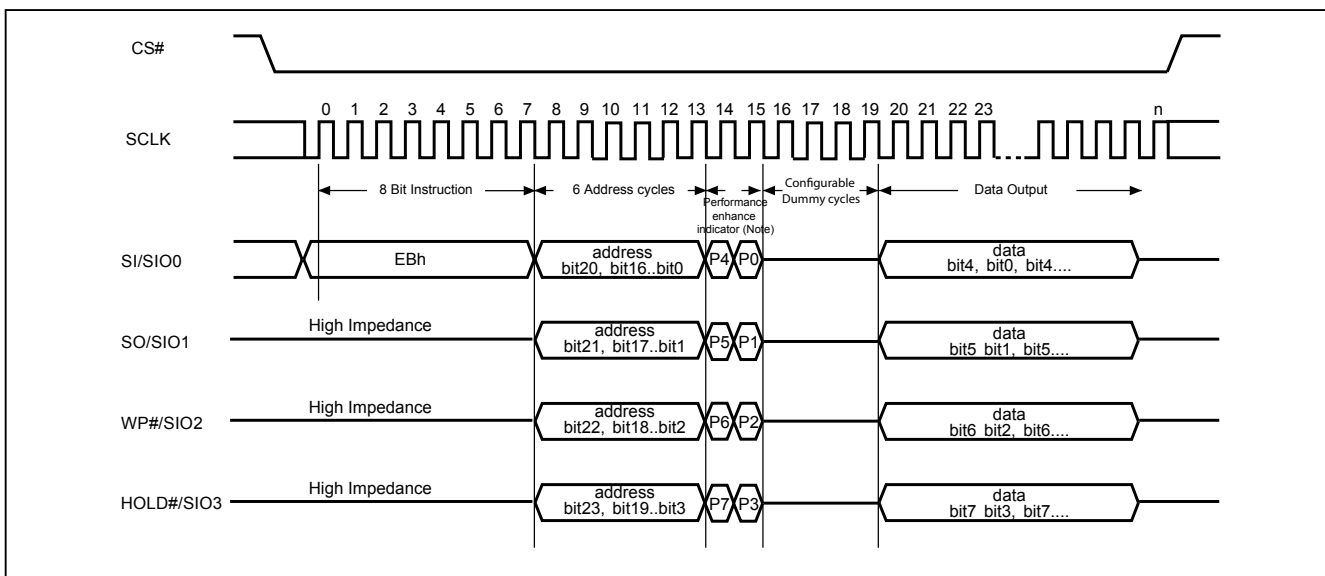 CS#
0 1 2 3 4 5 6 7 8 9 10 11 12 13 14 15 16 17 18 19 20 21 22 23 n
SCLK
8 Bit Instruction
6 Address cycles
Performance
enhance
indicator (Note)
Configurable
Dummy cycles
Data Output
SI/SIO0
EBh
address
bit20, bit16..bit0
P4 P0
data
bit4, bit0, bit4....
SO/SIO1
High Impedance
address
bit21, bit17..bit1
P5 P1
data
bit5 bit1, bit5....
WP#/SIO2
High Impedance
address
bit22, bit18..bit2
P6 P2
data
bit6 bit2, bit6....
HOLD#/SIO3
High Impedance
address
bit23, bit19..bit3
P7 P3
data
bit7 bit3, bit7....